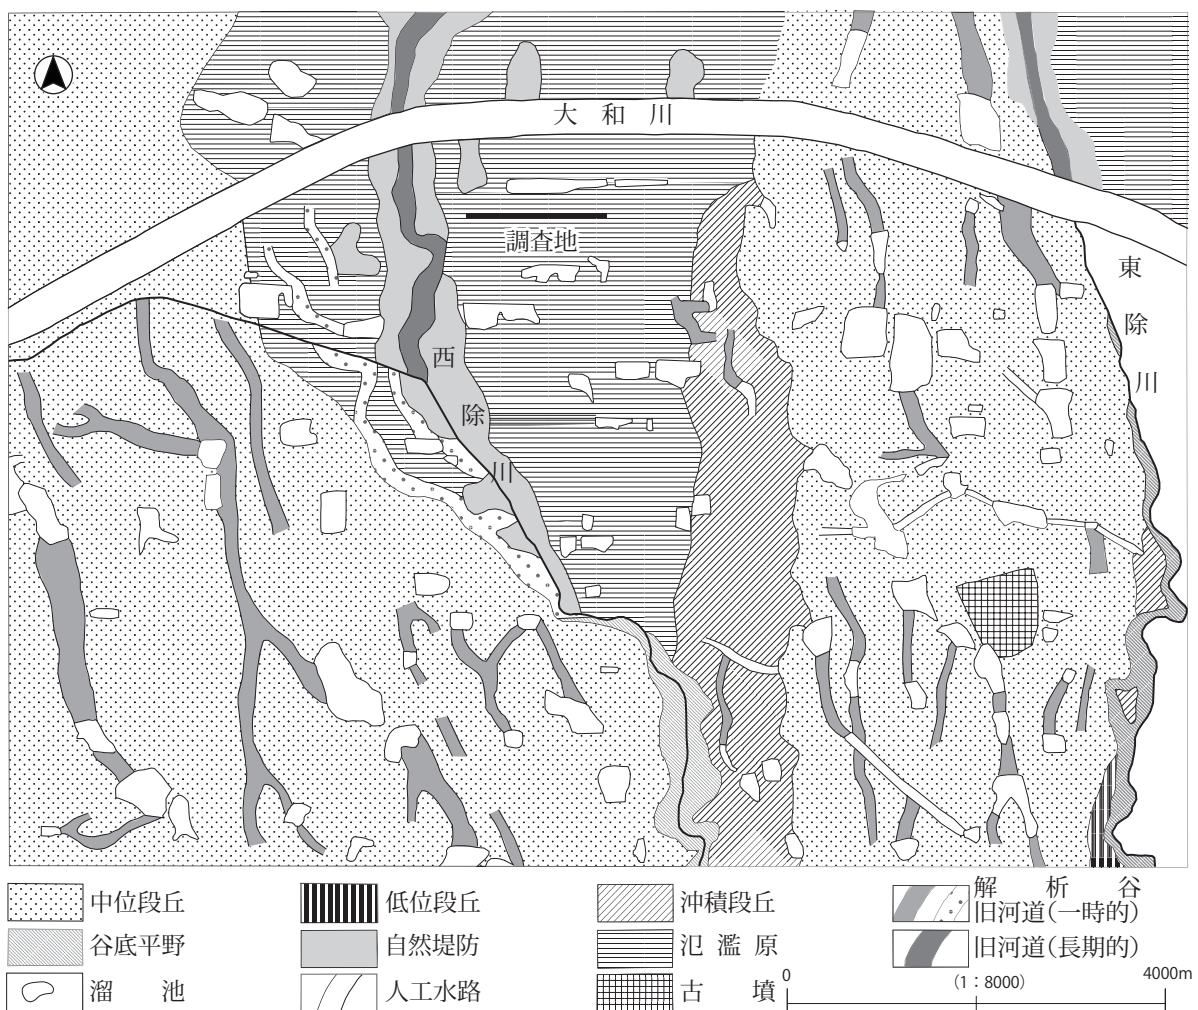 大和川
調査地
東除川
西除川
中位段丘
低位段丘
沖積段丘
解析谷
旧河道(一時的)
谷底平野
自然堤防
氾濫原
旧河道(長期的)
溜池
人工水路
古墳
0
(1:8000)
4000m